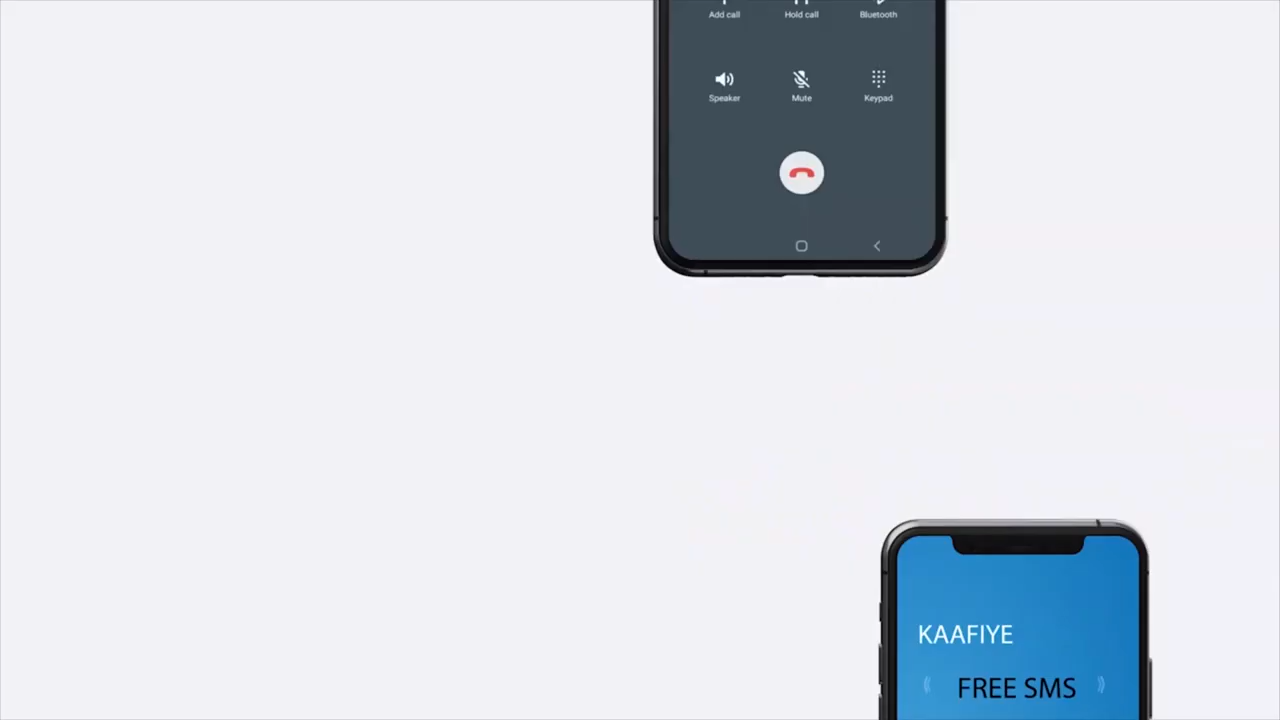 Add call Hold call Bluetooth
Speaker Mute Keypad
KAAFIYE
FREE SMS